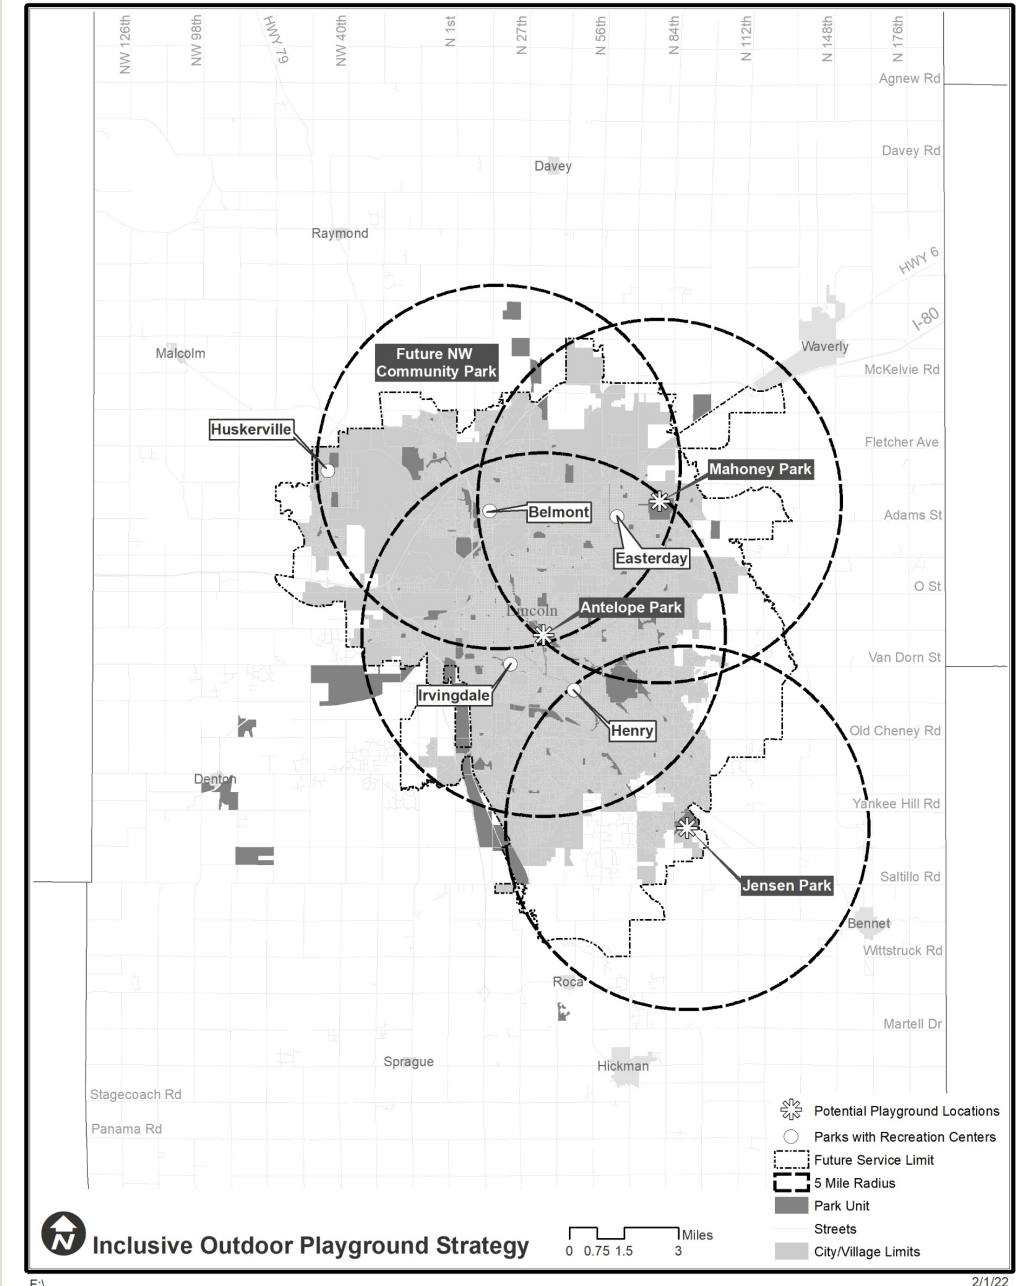 NW 126th
NW 98th
HWY 79
NW 40th
N 1st
N 27th
N 56th
N 84th
N 112th
N 148th
N 176th
Agnew Rd
Davey Rd
Davey
Raymond
HWY 6
I-80
Malcolm
Future NW
Community Park
Waverly
McKelvie Rd
Huskerville
Fletcher Ave
Mahoney Park
Belmont
Adams St
Easterday
O St
Lincoln
Antelope Park
Van Dorn St
Irvingdale
Henry
Old Cheney Rd
Denton
Yankee Hill Rd
Saltillo Rd
Jensen Park
Bennet
Wittstruck Rd
Roca
Martell Dr
Sprague
Hickman
Stagecoach Rd
Panama Rd
Potential Playground Locations
Parks with Recreation Centers
Future Service Limit
5 Mile Radius
Park Unit
Streets
City/Village Limits
N
Inclusive Outdoor Playground Strategy
Miles
0 0.75 1.5 3
F:\
2/1/22